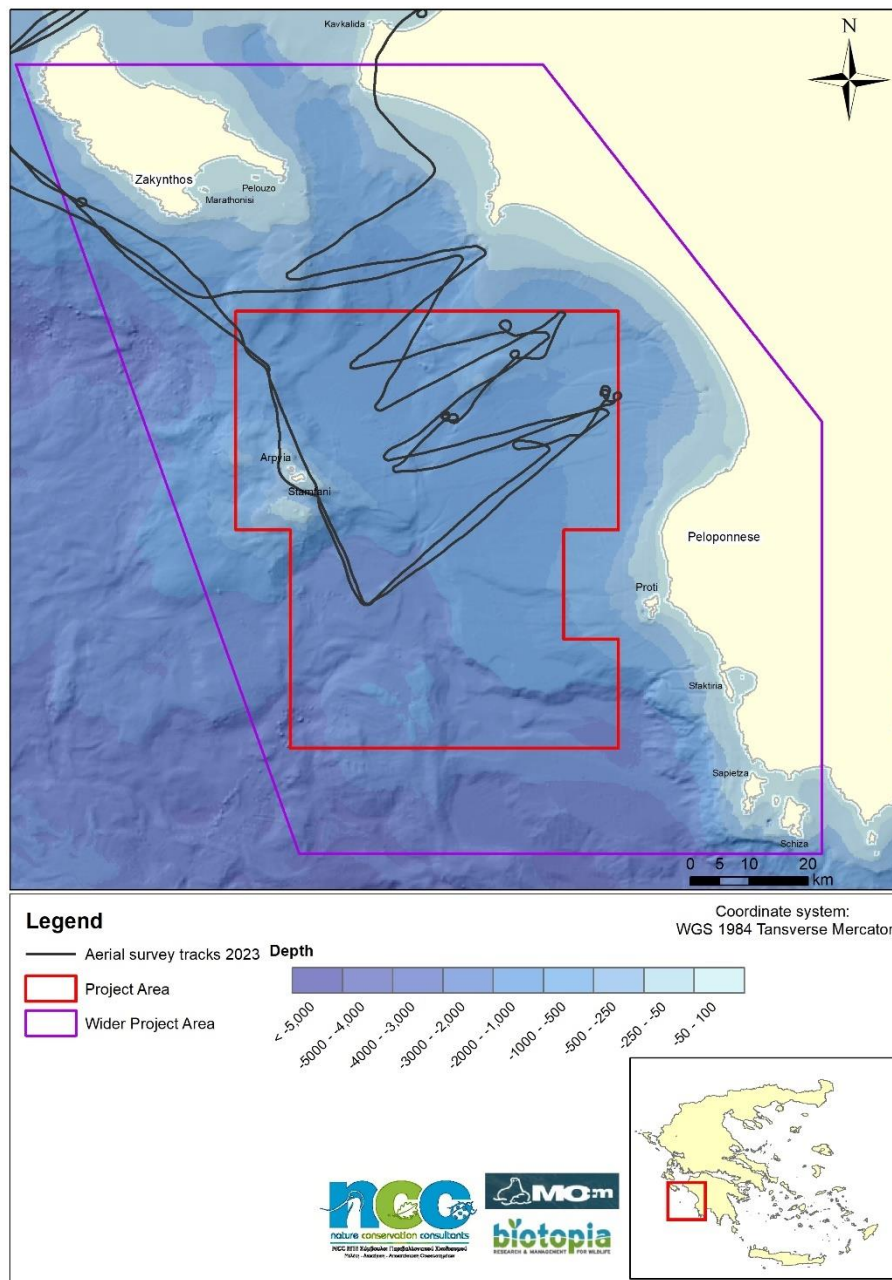 Kavkalida
N
Zakynthos
Pelouzo
Marathonisi
Arpyia
Stamfani
Peloponnese
Proti
Sfaktiria
Sapietza
Schiza
0 5 10 20
km
Legend
Aerial survey tracks 2023
Project Area
Wider Project Area
Depth
< -5,000
-5000 - -4,000
-4000 - -3,000
-3000 - -2,000
-2000 - -1,000
-1000 - -500
-500 - -250
-250 - -50
-50 - 100
Coordinate system:
WGS 1984 Tansverse Mercator
ncc
nature conservation consultants
MOm
biotopia
RESEARCH & MANAGEMENT FOR WILDLIFE